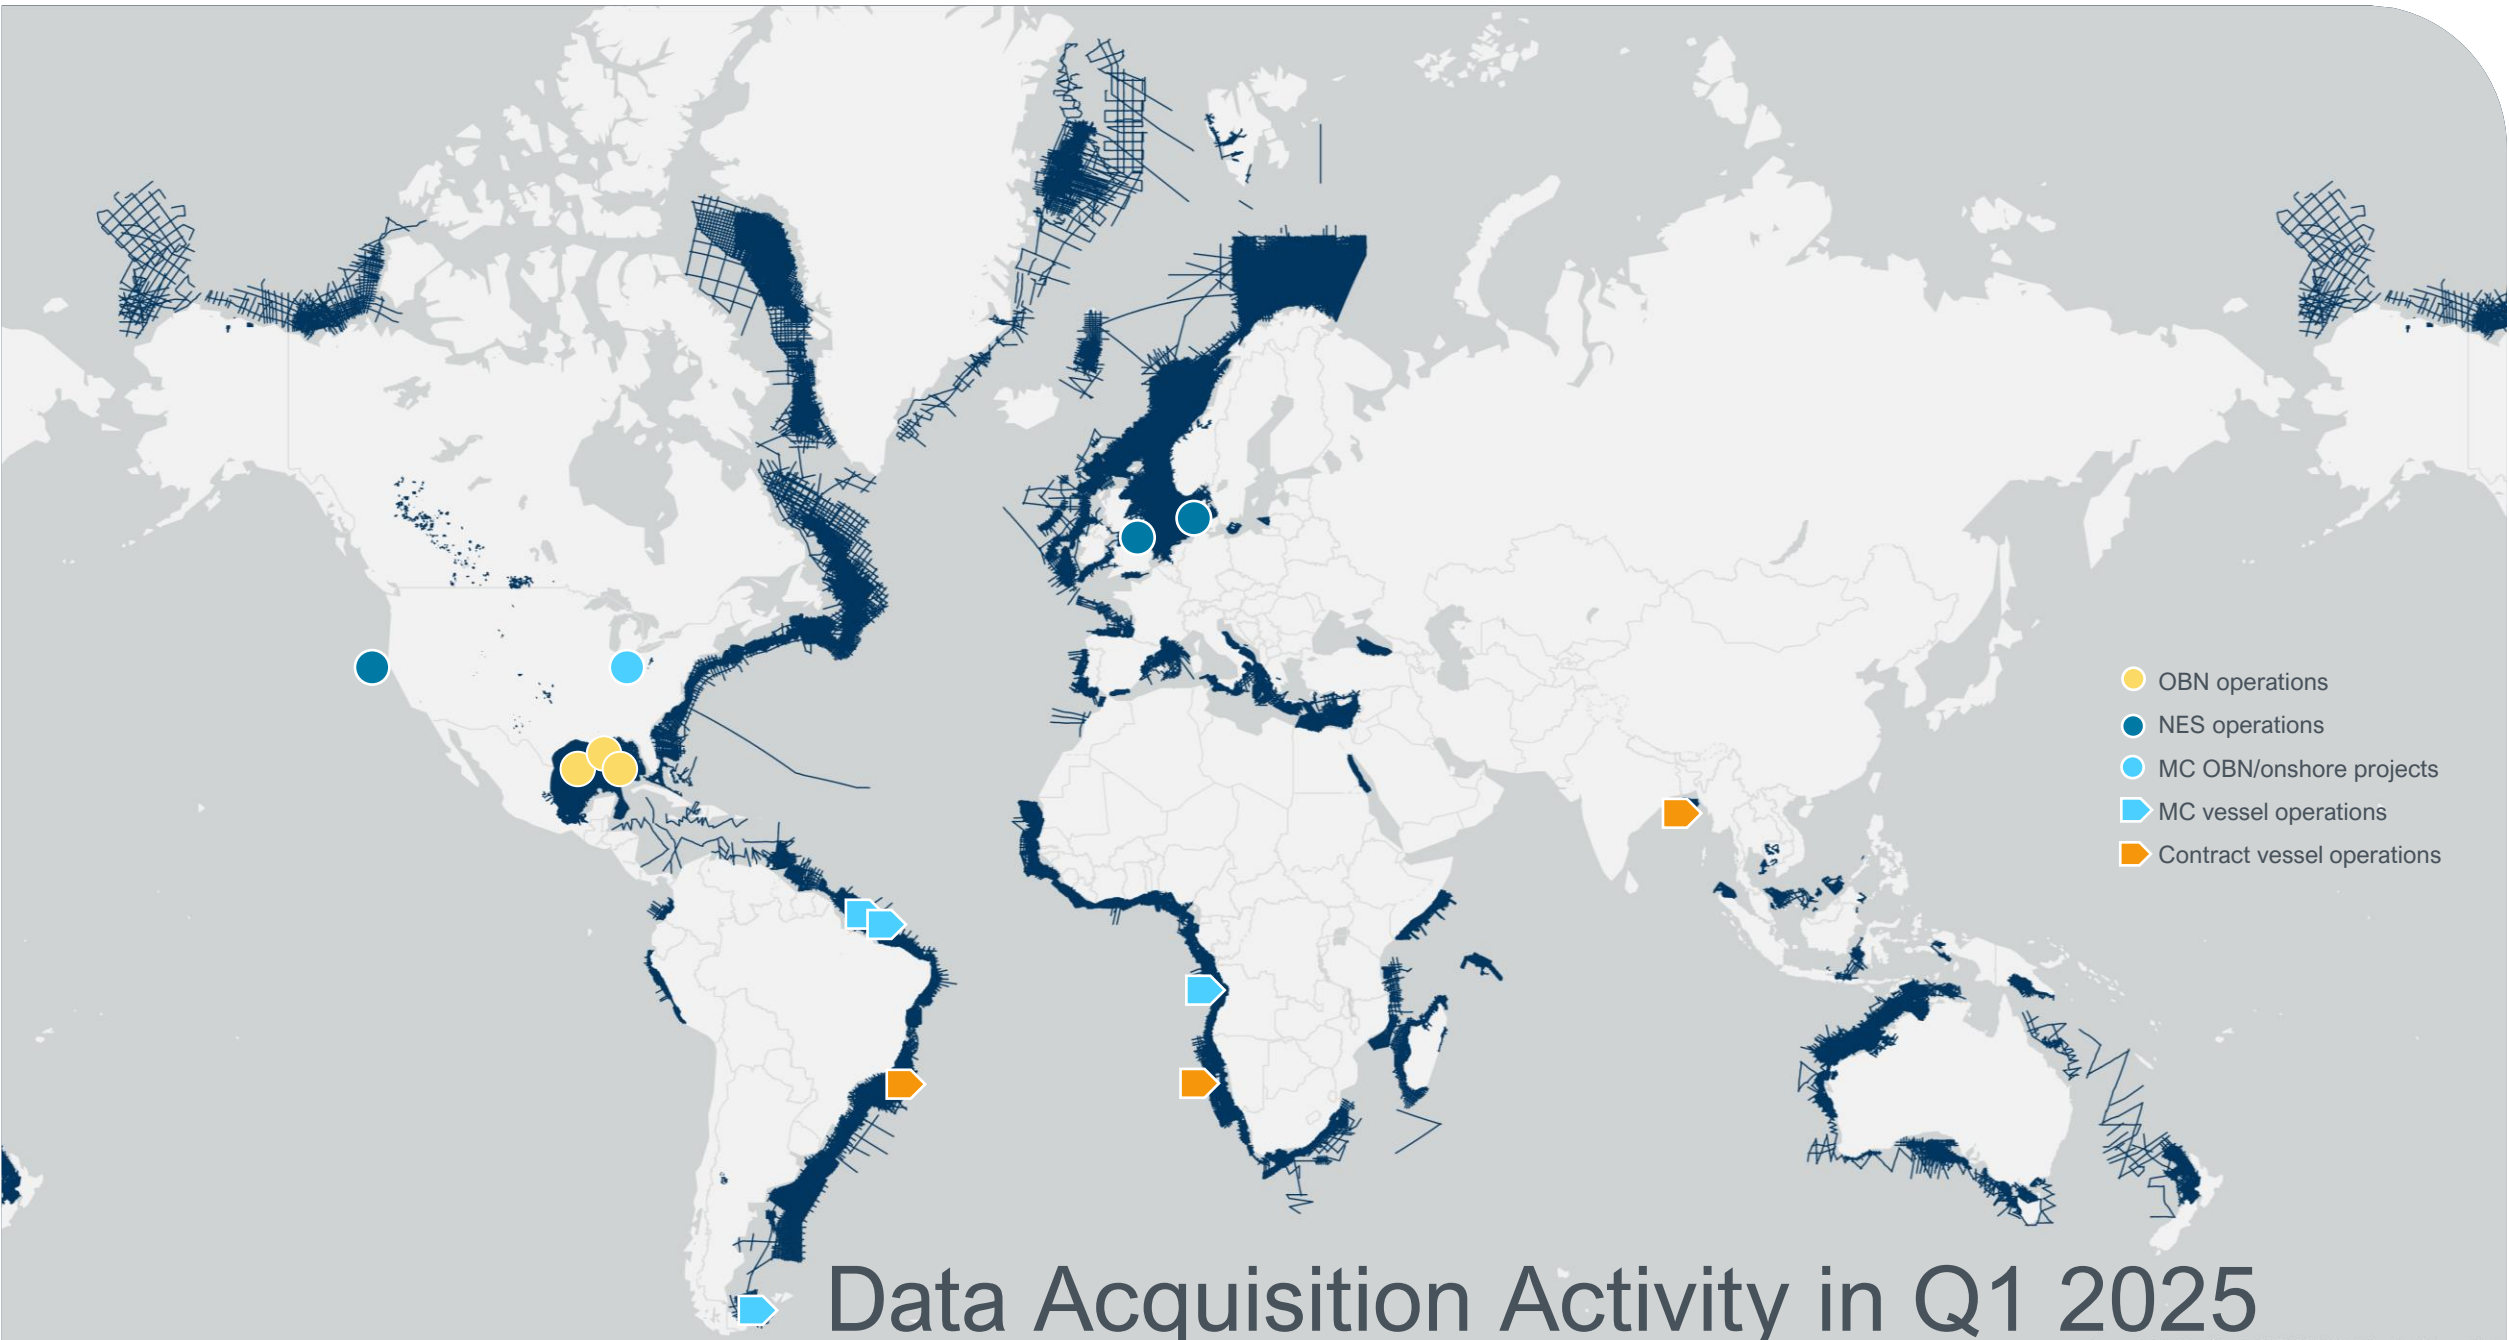 OBN operations
NES operations
MC OBN/onshore projects
MC vessel operations
Contract vessel operations
Data Acquisition Activity in Q1 2025